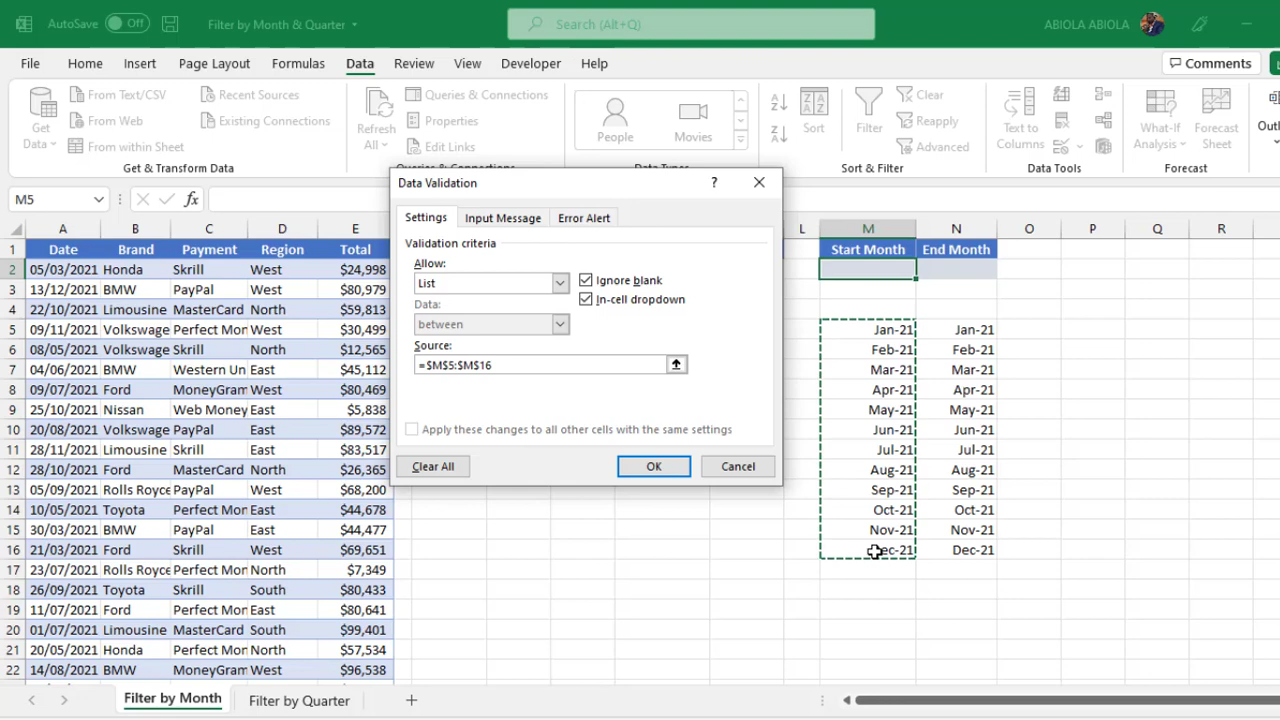 AutoSave Off Filter by Month & Quarter Search (Alt+Q) ABIOLA ABIOLA
File Home Insert Page Layout Formulas Data Review View Developer Help Comments
From Text/CSV Recent Sources Queries & Connections Clear
Get Data From Web Existing Connections Refresh All Properties People Movies Sort Filter Reapply Text to Columns What-If Analysis Forecast Sheet
From within Sheet Edit Links Advanced
Get & Transform Data Sort & Filter Data Tools Forecast
M5 fx
Data Validation ?
Settings Input Message Error Alert
Validation criteria
Allow:
List Ignore blank
In-cell dropdown
Data:
between
Source:
=$M$5:$M$16
Apply these changes to all other cells with the same settings
Clear All OK Cancel
A B C D E L M N O P Q R
1 Date Brand Payment Region Total Start Month End Month
2 05/03/2021 Honda Skrill West $24,998
3 13/12/2021 BMW PayPal West $80,979
4 22/10/2021 Limousine MasterCard North $59,813
5 09/11/2021 Volkswage Perfect Mon West $30,499 Jan-21 Jan-21
6 08/05/2021 Volkswage Skrill North $12,565 Feb-21 Feb-21
7 04/06/2021 BMW Western Un East $45,112 Mar-21 Mar-21
8 09/07/2021 Ford MoneyGram West $80,469 Apr-21 Apr-21
9 25/10/2021 Nissan Web Money East $5,838 May-21 May-21
10 20/08/2021 Volkswage PayPal East $89,572 Jun-21 Jun-21
11 28/11/2021 Limousine Skrill East $83,517 Jul-21 Jul-21
12 28/10/2021 Ford MasterCard North $26,365 Aug-21 Aug-21
13 05/09/2021 Rolls Royce PayPal West $68,200 Sep-21 Sep-21
14 10/05/2021 Toyota Perfect Mon East $44,678 Oct-21 Oct-21
15 30/03/2021 BMW PayPal West $44,477 Nov-21 Nov-21
16 21/03/2021 Ford Skrill West $69,651 Dec-21 Dec-21
17 23/07/2021 Rolls Royce Perfect Mon North $7,349
18 26/09/2021 Toyota Skrill South $80,433
19 11/07/2021 Ford Perfect Mon East $80,641
20 01/07/2021 Limousine MasterCard South $99,401
21 20/05/2021 Honda Perfect Mon North $57,534
22 14/08/2021 BMW MoneyGram West $96,538
Filter by Month Filter by Quarter